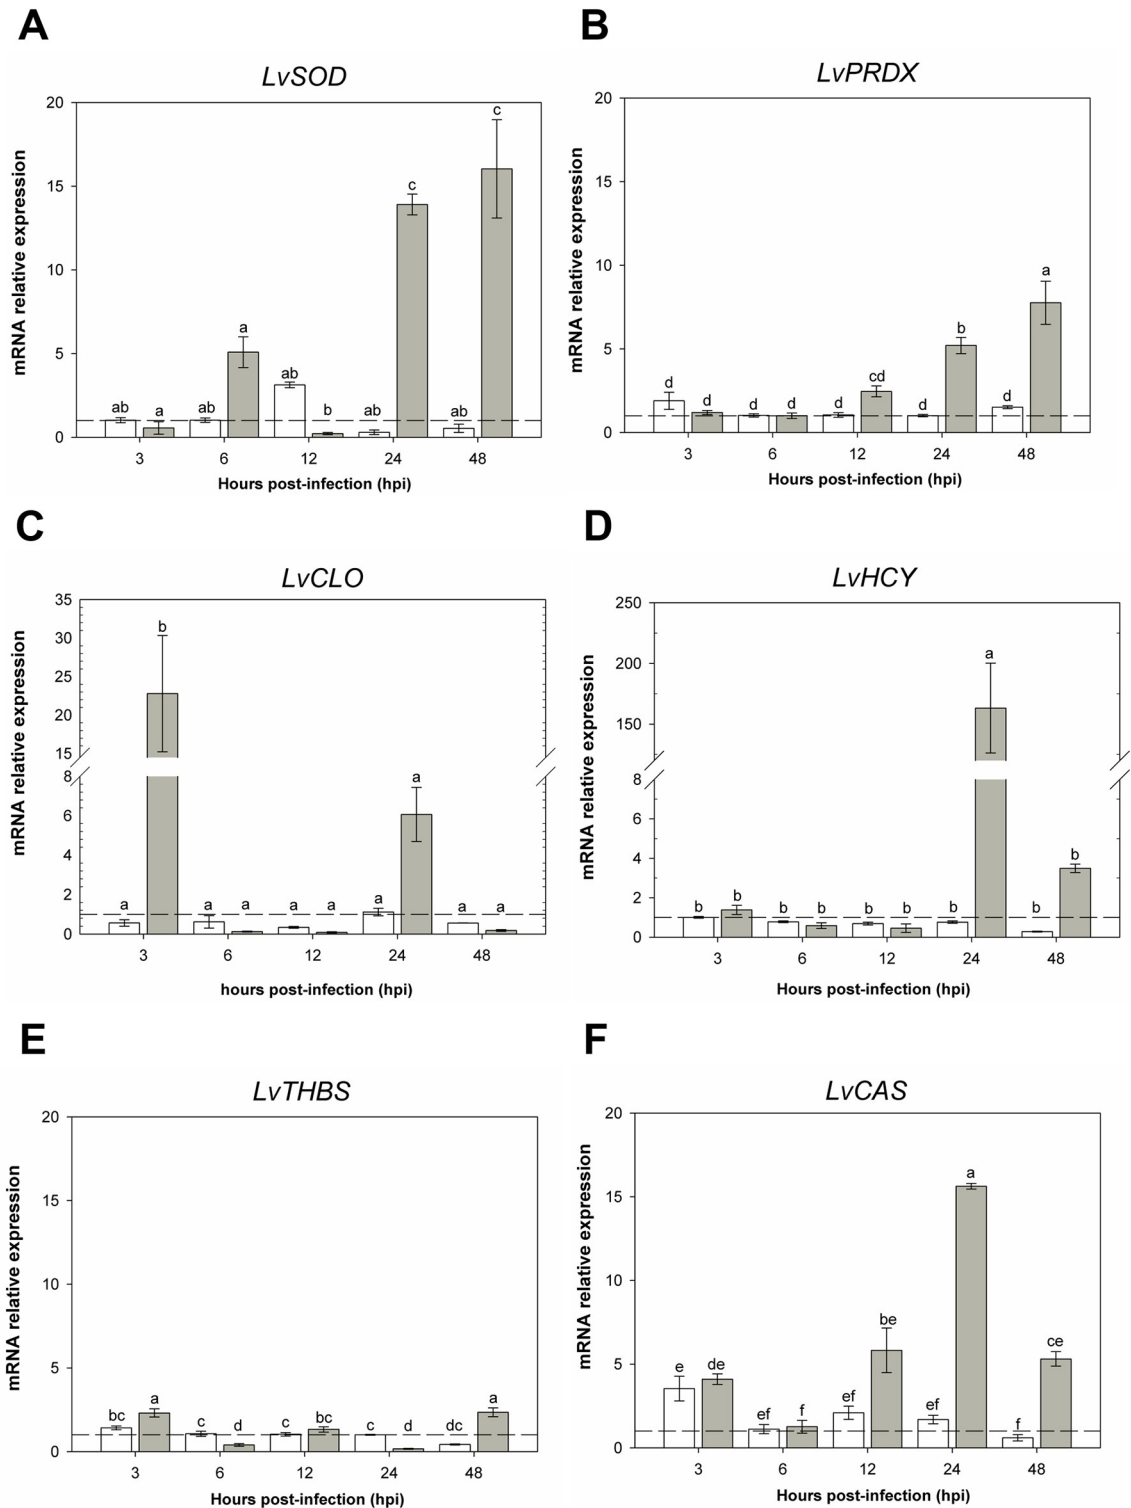 A
LvSOD
mRNA relative expression
20
15
10
5
0
ab a ab a ab b ab c ab c
3 6 12 24 48
Hours post-infection (hpi)
B
LvPRDX
mRNA relative expression
20
15
10
5
0
d d d d d cd d b d a
3 6 12 24 48
Hours post-infection (hpi)
C
LvCLO
mRNA relative expression
35
30
25
20
15
8
6
4
2
0
a b a a a a a a a a
3 6 12 24 48
hours post-infection (hpi)
D
LvHCY
mRNA relative expression
250
200
150
8
6
4
2
0
b b b b b b b a b b
3 6 12 24 48
Hours post-infection (hpi)
E
LvTHBS
mRNA relative expression
20
15
10
5
0
bc a c d c bc c d dc a
3 6 12 24 48
Hours post-infection (hpi)
F
LvCAS
mRNA relative expression
20
15
10
5
0
e de ef f ef be ef a f ce
3 6 12 24 48
Hours post-infection (hpi)